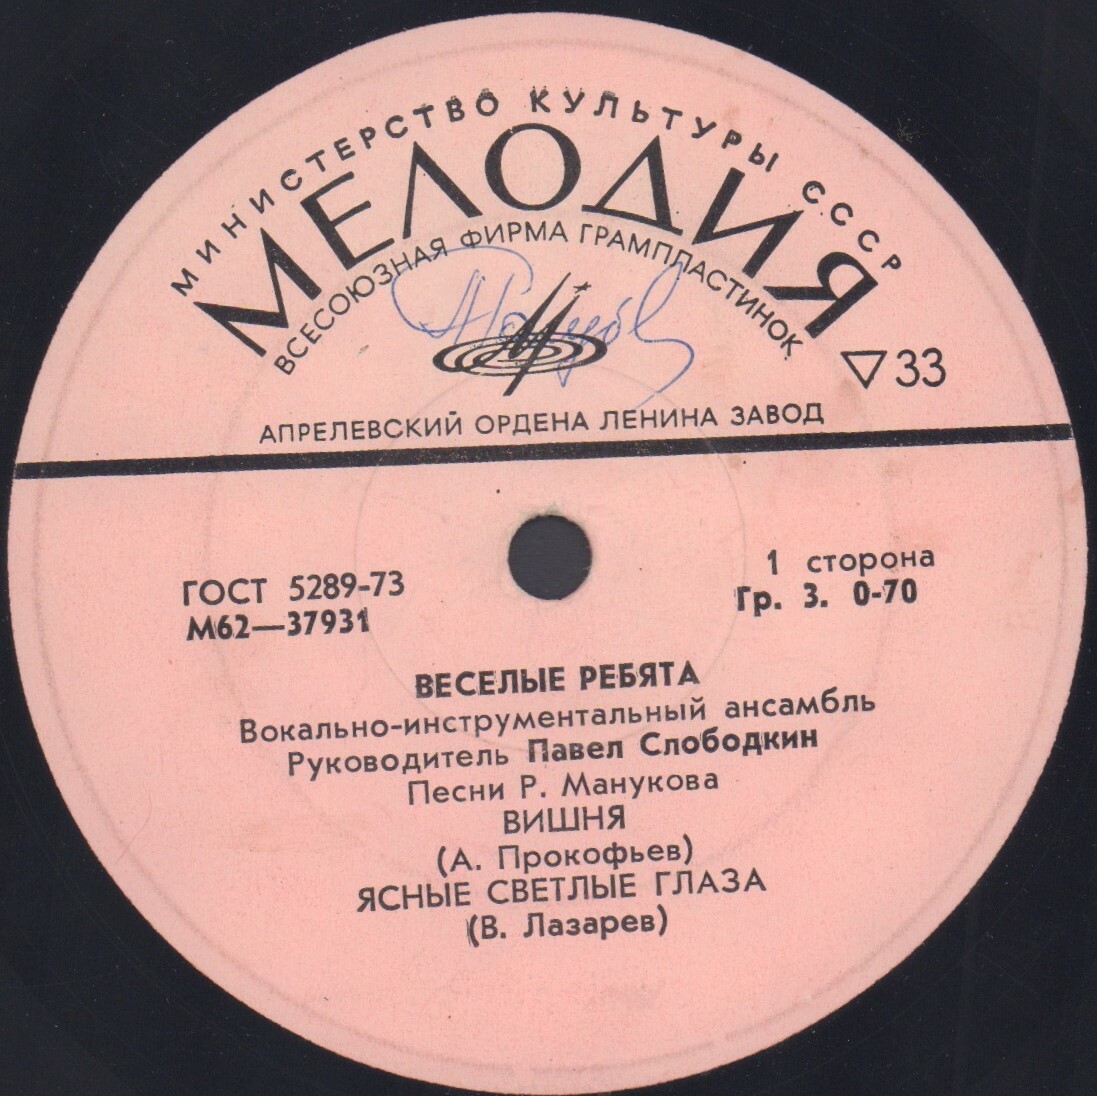 МИНИСТЕРСТВО КУЛЬТУРЫ СССР
МЕЛОДИЯ
ВСЕСОЮЗНАЯ ФИРМА ГРАМПЛАСТИНОК
33
АПРЕЛЕВСКИЙ ОРДЕНА ЛЕНИНА ЗАВОД
ГОСТ 5289-73
М62—37931
1 сторона
Гр. 3. 0-70
ВЕСЕЛЫЕ РЕБЯТА
Вокально-инструментальный ансамбль
Руководитель Павел Слободкин
Песни Р. Манукова
ВИШНЯ
(А. Прокофьев)
ЯСНЫЕ СВЕТЛЫЕ ГЛАЗА
(В. Лазарев)